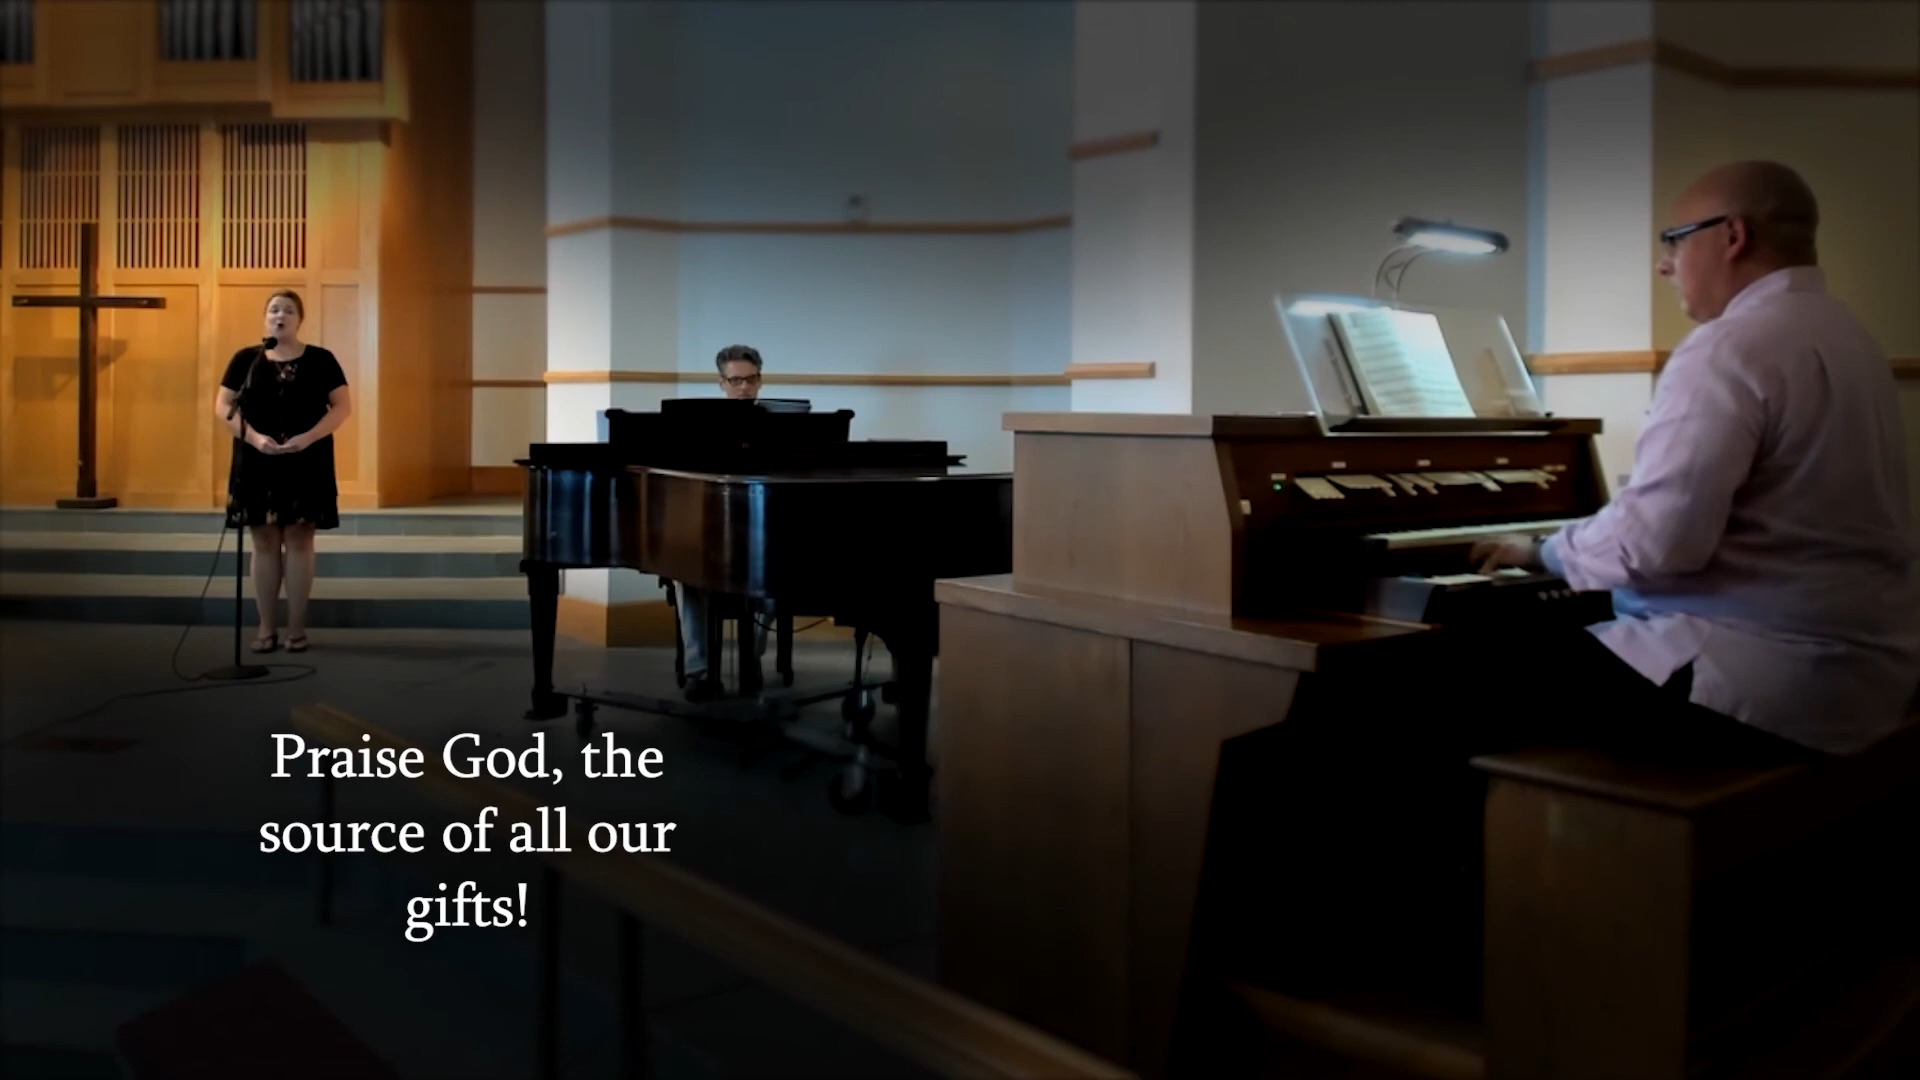 Praise God, the
source of all our
gifts!